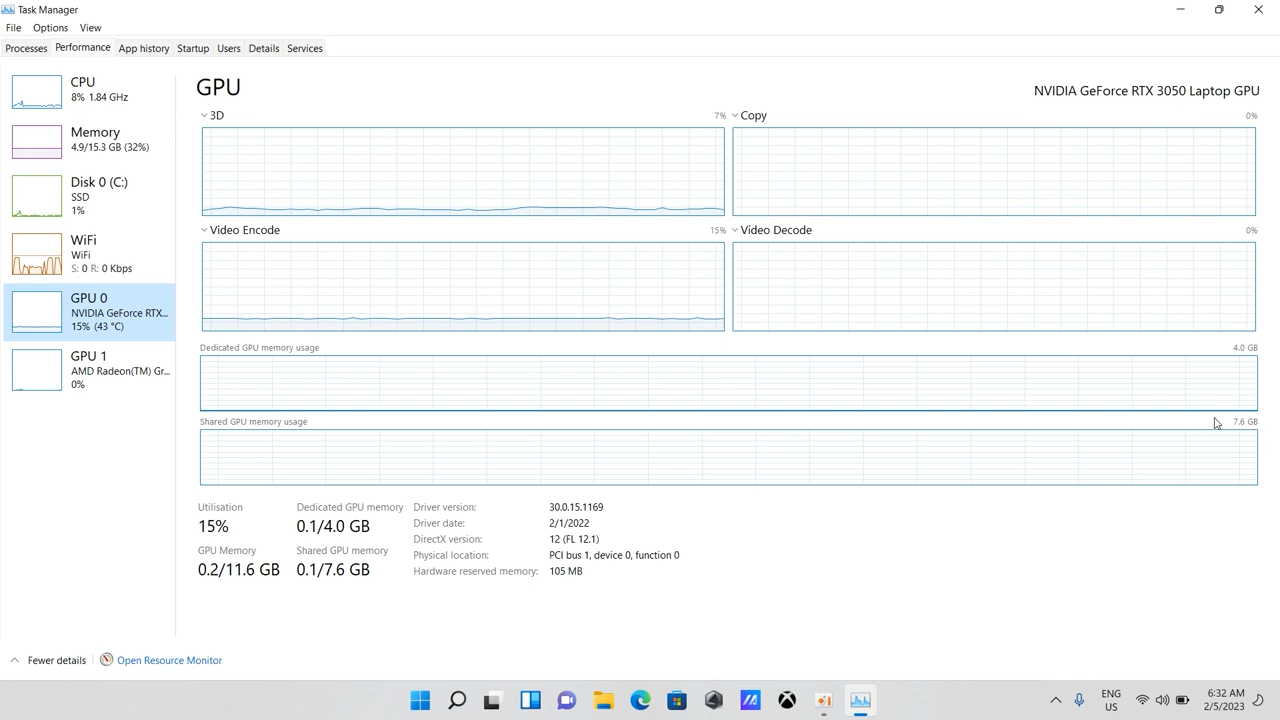 Task Manager
File Options View
Processes Performance App history Startup Users Details Services
CPU
8% 1.84 GHz
Memory
4.9/15.3 GB (32%)
Disk 0 (C:)
SSD
1%
WiFi
WiFi
S: 0 R: 0 Kbps
GPU 0
NVIDIA GeForce RTX...
15% (43 °C)
GPU 1
AMD Radeon(TM) Gr...
0%
GPU NVIDIA GeForce RTX 3050 Laptop GPU
3D 7% Copy 0%
Video Encode 15% Video Decode 0%
Dedicated GPU memory usage 4.0 GB
Shared GPU memory usage 7.6 GB
Utilisation
15%
GPU Memory
0.2/11.6 GB
Dedicated GPU memory
0.1/4.0 GB
Shared GPU memory
0.1/7.6 GB
Driver version: 30.0.15.1169
Driver date: 2/1/2022
DirectX version: 12 (FL 12.1)
Physical location: PCI bus 1, device 0, function 0
Hardware reserved memory: 105 MB
Fewer details Open Resource Monitor
ENG
US
6:32 AM
2/5/2023